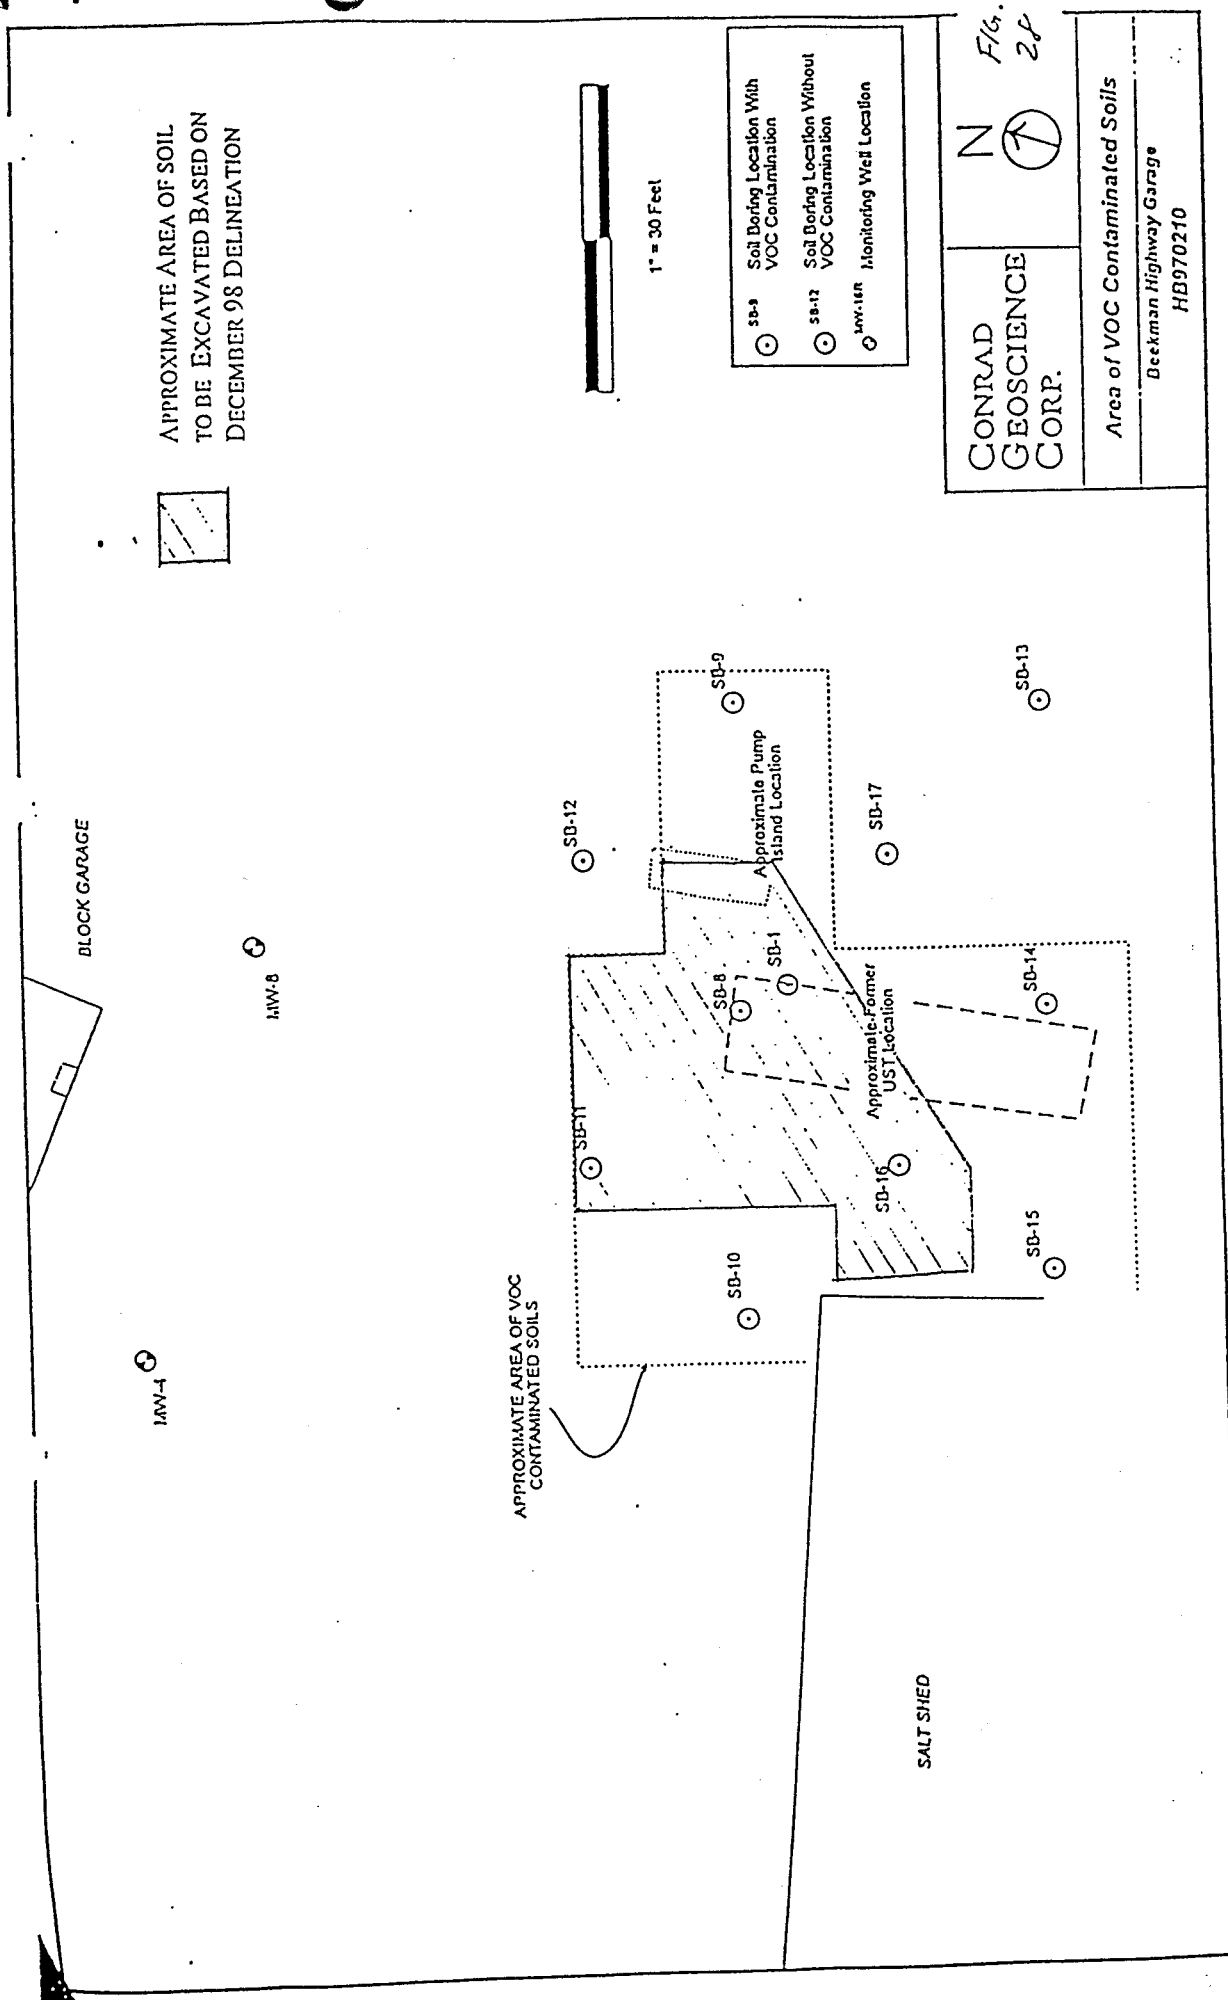 BLOCK GARAGE
MW-4
MW-8
APPROXIMATE AREA OF SOIL
TO BE EXCAVATED BASED ON
DECEMBER 98 DELINEATION
APPROXIMATE AREA OF VOC
CONTAMINATED SOILS
SB-11
SB-12
SB-10
SB-8
SB-1
SB-9
Approximate Pump
Island Location
Approximate Former
UST Location
SB-16
SB-17
SB-15
SB-14
SB-13
SALT SHED
1" = 30 Feet
SB-9 Soil Boring Location With
VOC Contamination
SB-12 Soil Boring Location Without
VOC Contamination
MW-16R Monitoring Well Location
CONRAD
GEOSCIENCE
CORP.
N
FIG.
28
Area of VOC Contaminated Soils
Beekman Highway Garage
HB970210